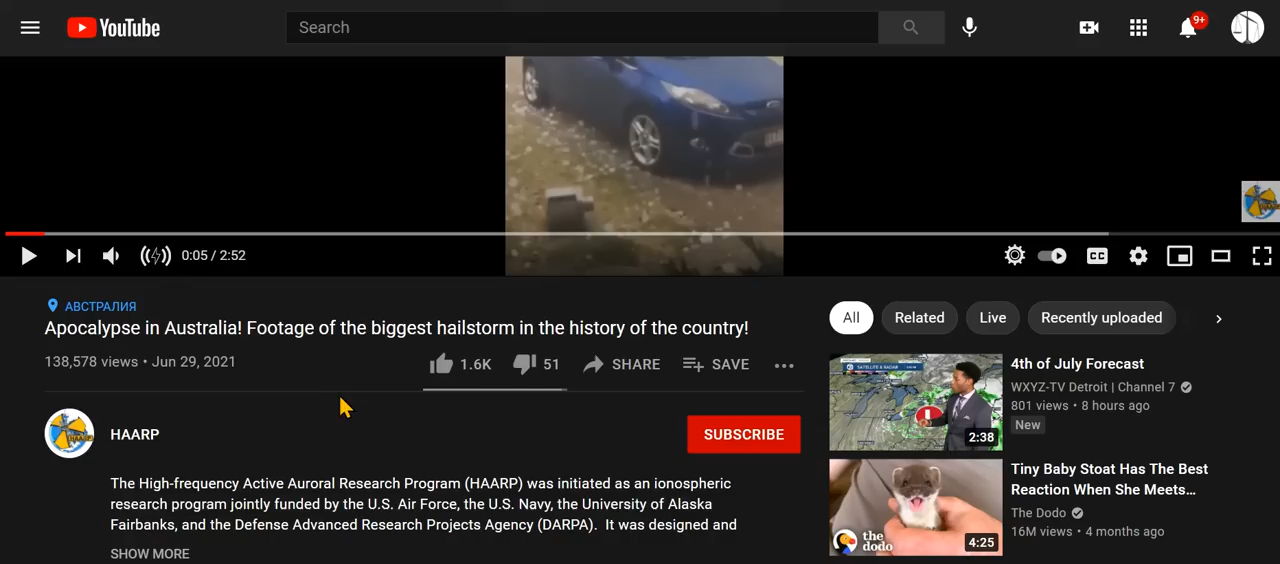 YouTube
Search
9+
0:05 / 2:52
CC
АВСТРАЛИЯ
Apocalypse in Australia! Footage of the biggest hailstorm in the history of the country!
138,578 views • Jun 29, 2021
1.6K
51
SHARE
SAVE
HAARP
SUBSCRIBE
The High-frequency Active Auroral Research Program (HAARP) was initiated as an ionospheric
research program jointly funded by the U.S. Air Force, the U.S. Navy, the University of Alaska
Fairbanks, and the Defense Advanced Research Projects Agency (DARPA). It was designed and
SHOW MORE
All
Related
Live
Recently uploaded
SATELLITE & RADAR
2:38
4th of July Forecast
WXYZ-TV Detroit | Channel 7
801 views • 8 hours ago
New
the
dodo
4:25
Tiny Baby Stoat Has The Best
Reaction When She Meets…
The Dodo
16M views • 4 months ago